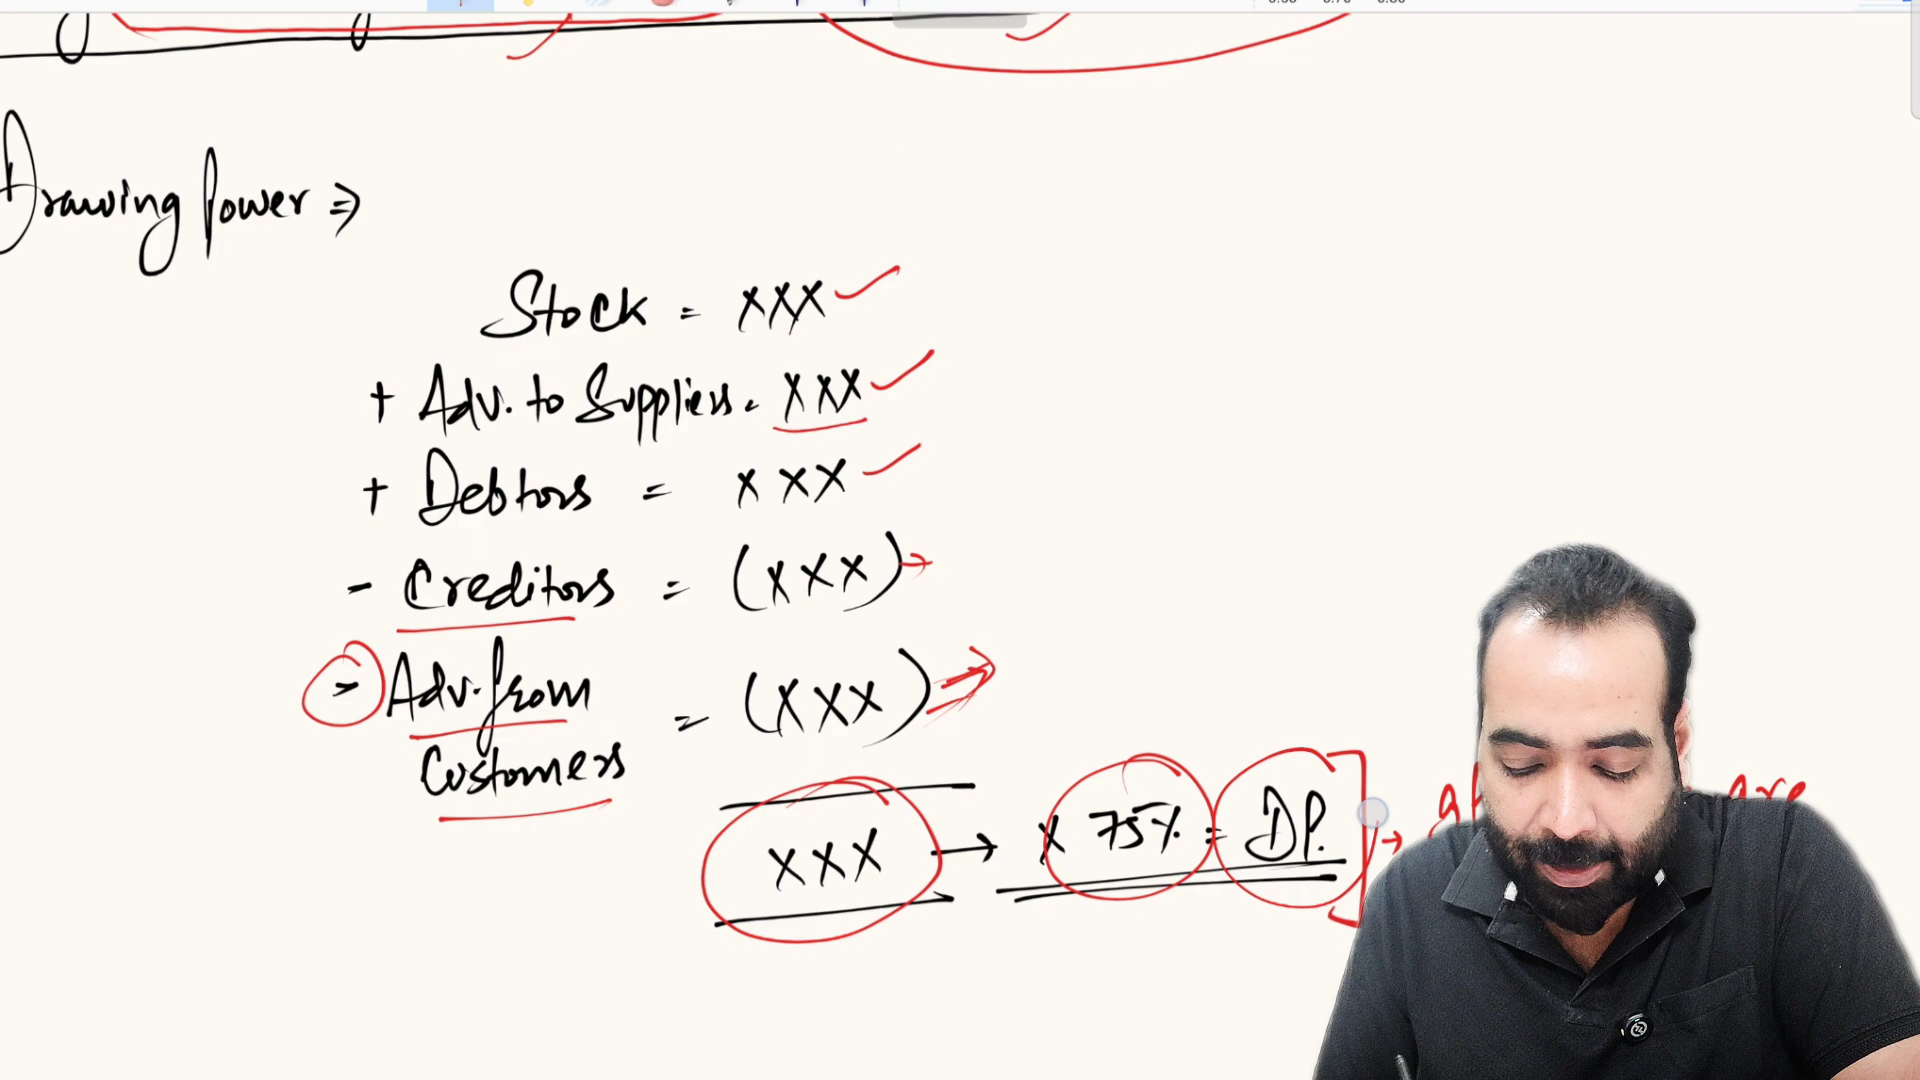 Drawing Power ⇒
Stock = XXX
+ Adv. to Suppliers = XXX
+ Debtors = XXX
- Creditors = (XXX)
- Adv. from Customers = (XXX)
XXX → X 75% = DP. →
are